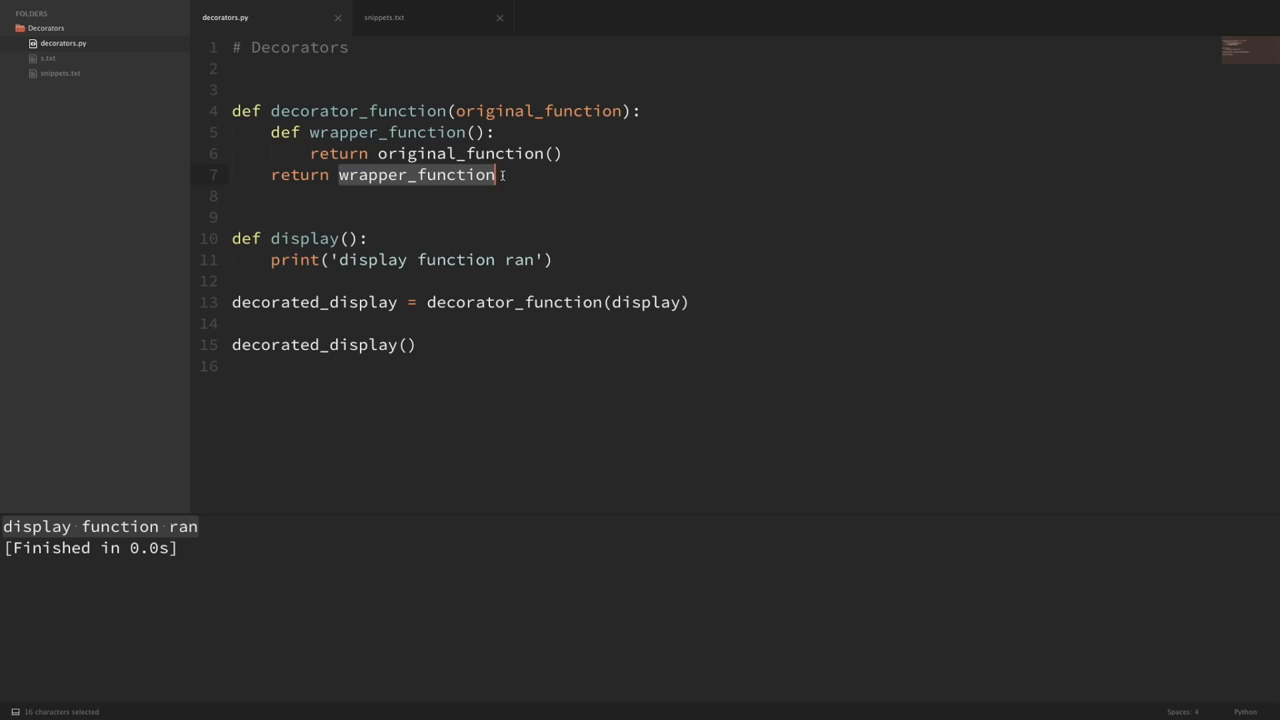 FOLDERS
Decorators
decorators.py
s.txt
snippets.txt
decorators.py
snippets.txt
1 # Decorators
2
3
4 def decorator_function(original_function):
5     def wrapper_function():
6         return original_function()
7     return wrapper_function
8
9
10 def display():
11     print('display function ran')
12
13 decorated_display = decorator_function(display)
14
15 decorated_display()
16
display function ran
[Finished in 0.0s]
16 characters selected
Spaces: 4
Python